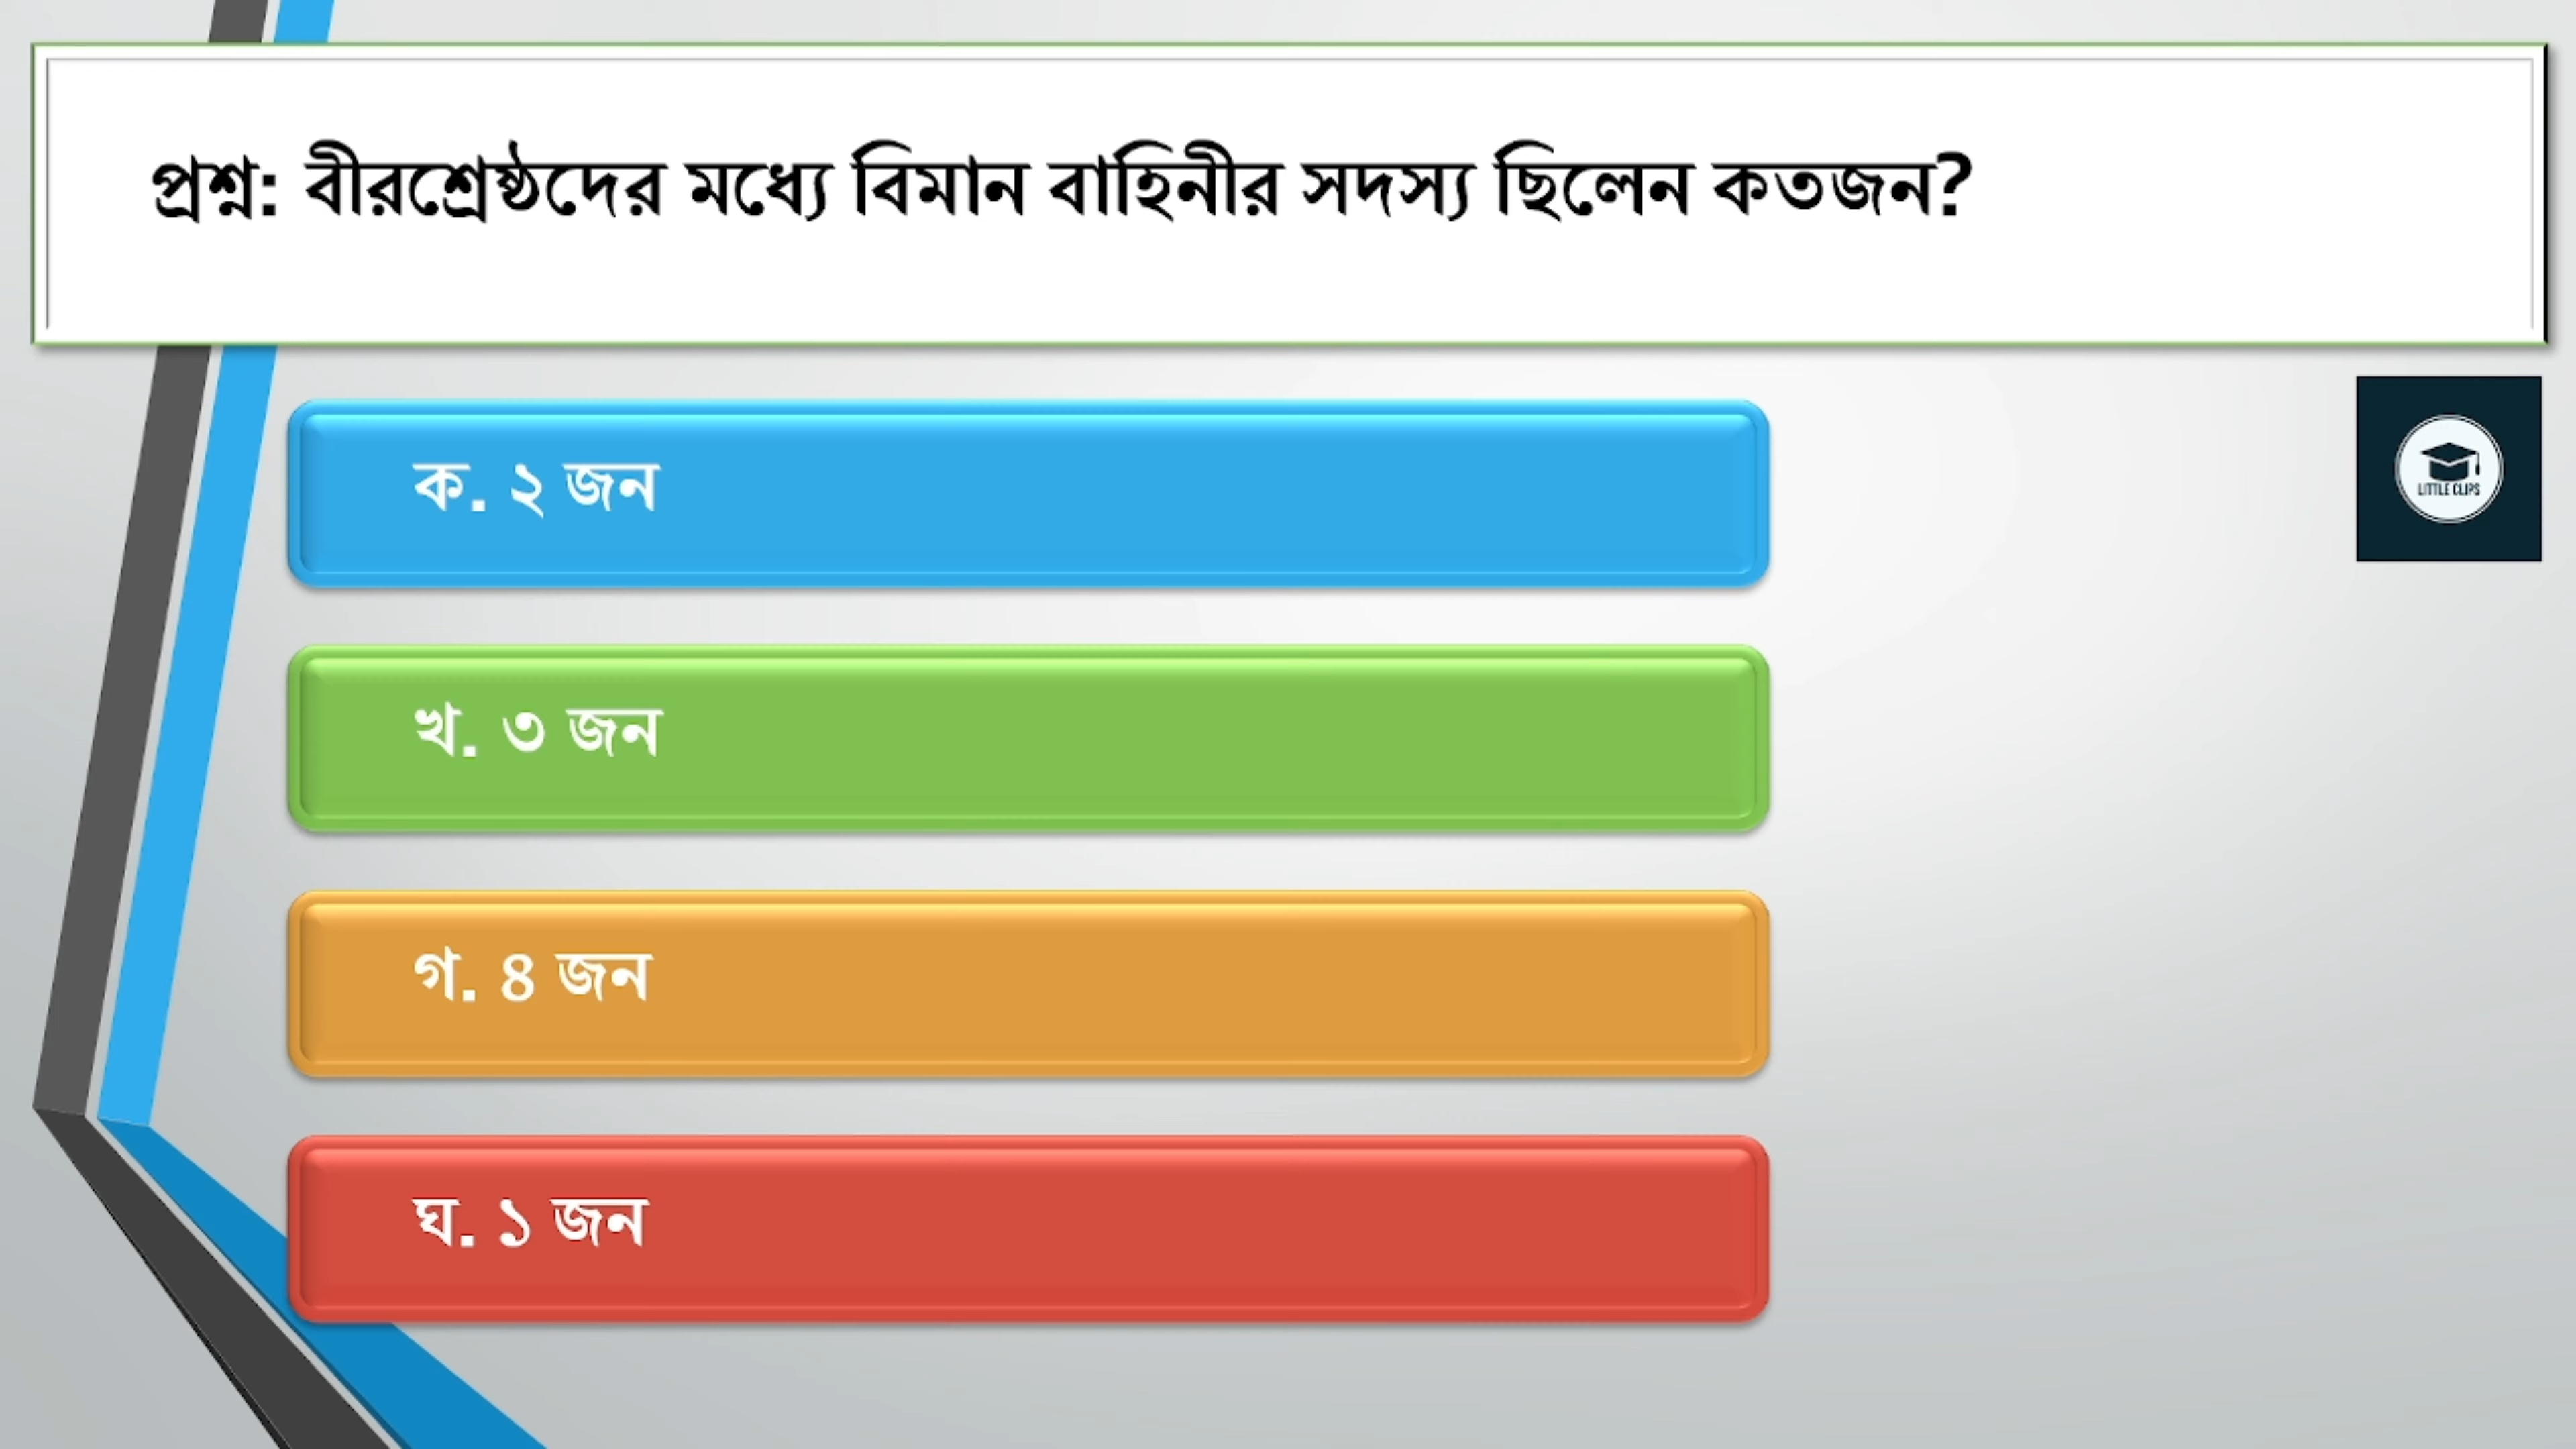 প্রশ্ন: বীরশ্রেষ্ঠদের মধ্যে বিমান বাহিনীর সদস্য ছিলেন কতজন?
ক. ২ জন
LITTLE CLIPS
খ. ৩ জন
গ. ৪ জন
ঘ. ১ জন